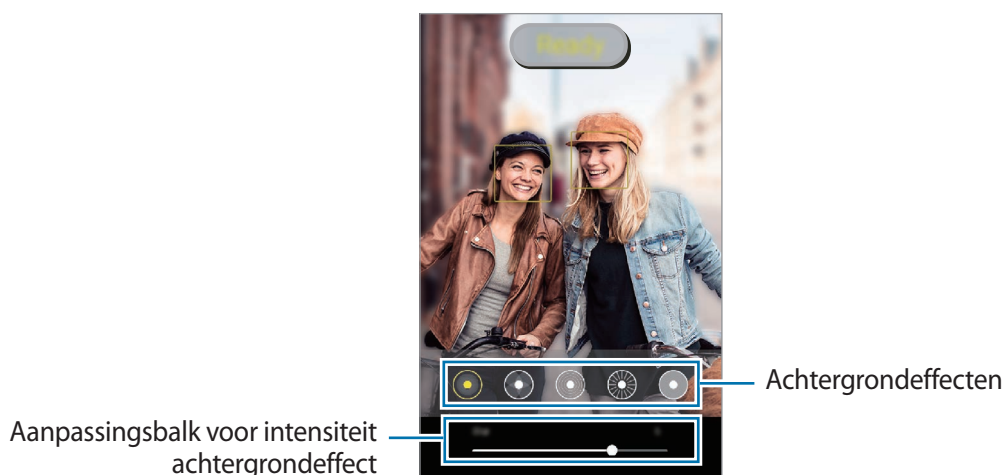 Ready
Achtergrondeffecten
Aanpassingsbalk voor intensiteit
achtergrondeffect